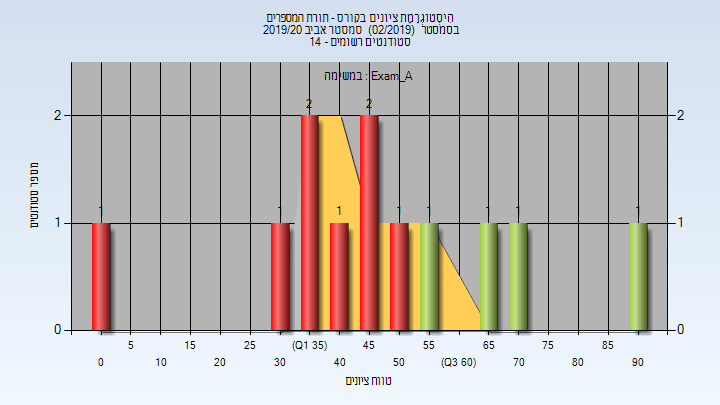 היסטוגרמת ציונים בקורס - תורת המספרים
בסמסטר (02/2019) סמסטר אביב 2019/20
סטודנטים רשומים - 14
במשימה : Exam_A
מספר סטודנטים
2 2
2 2
1 1 1 1 1 1 1 1
1 1
0 0
5 15 25 (Q1 35) 45 55 65 75 85
0 10 20 30 40 50 (Q3 60) 70 80 90
טווח ציונים